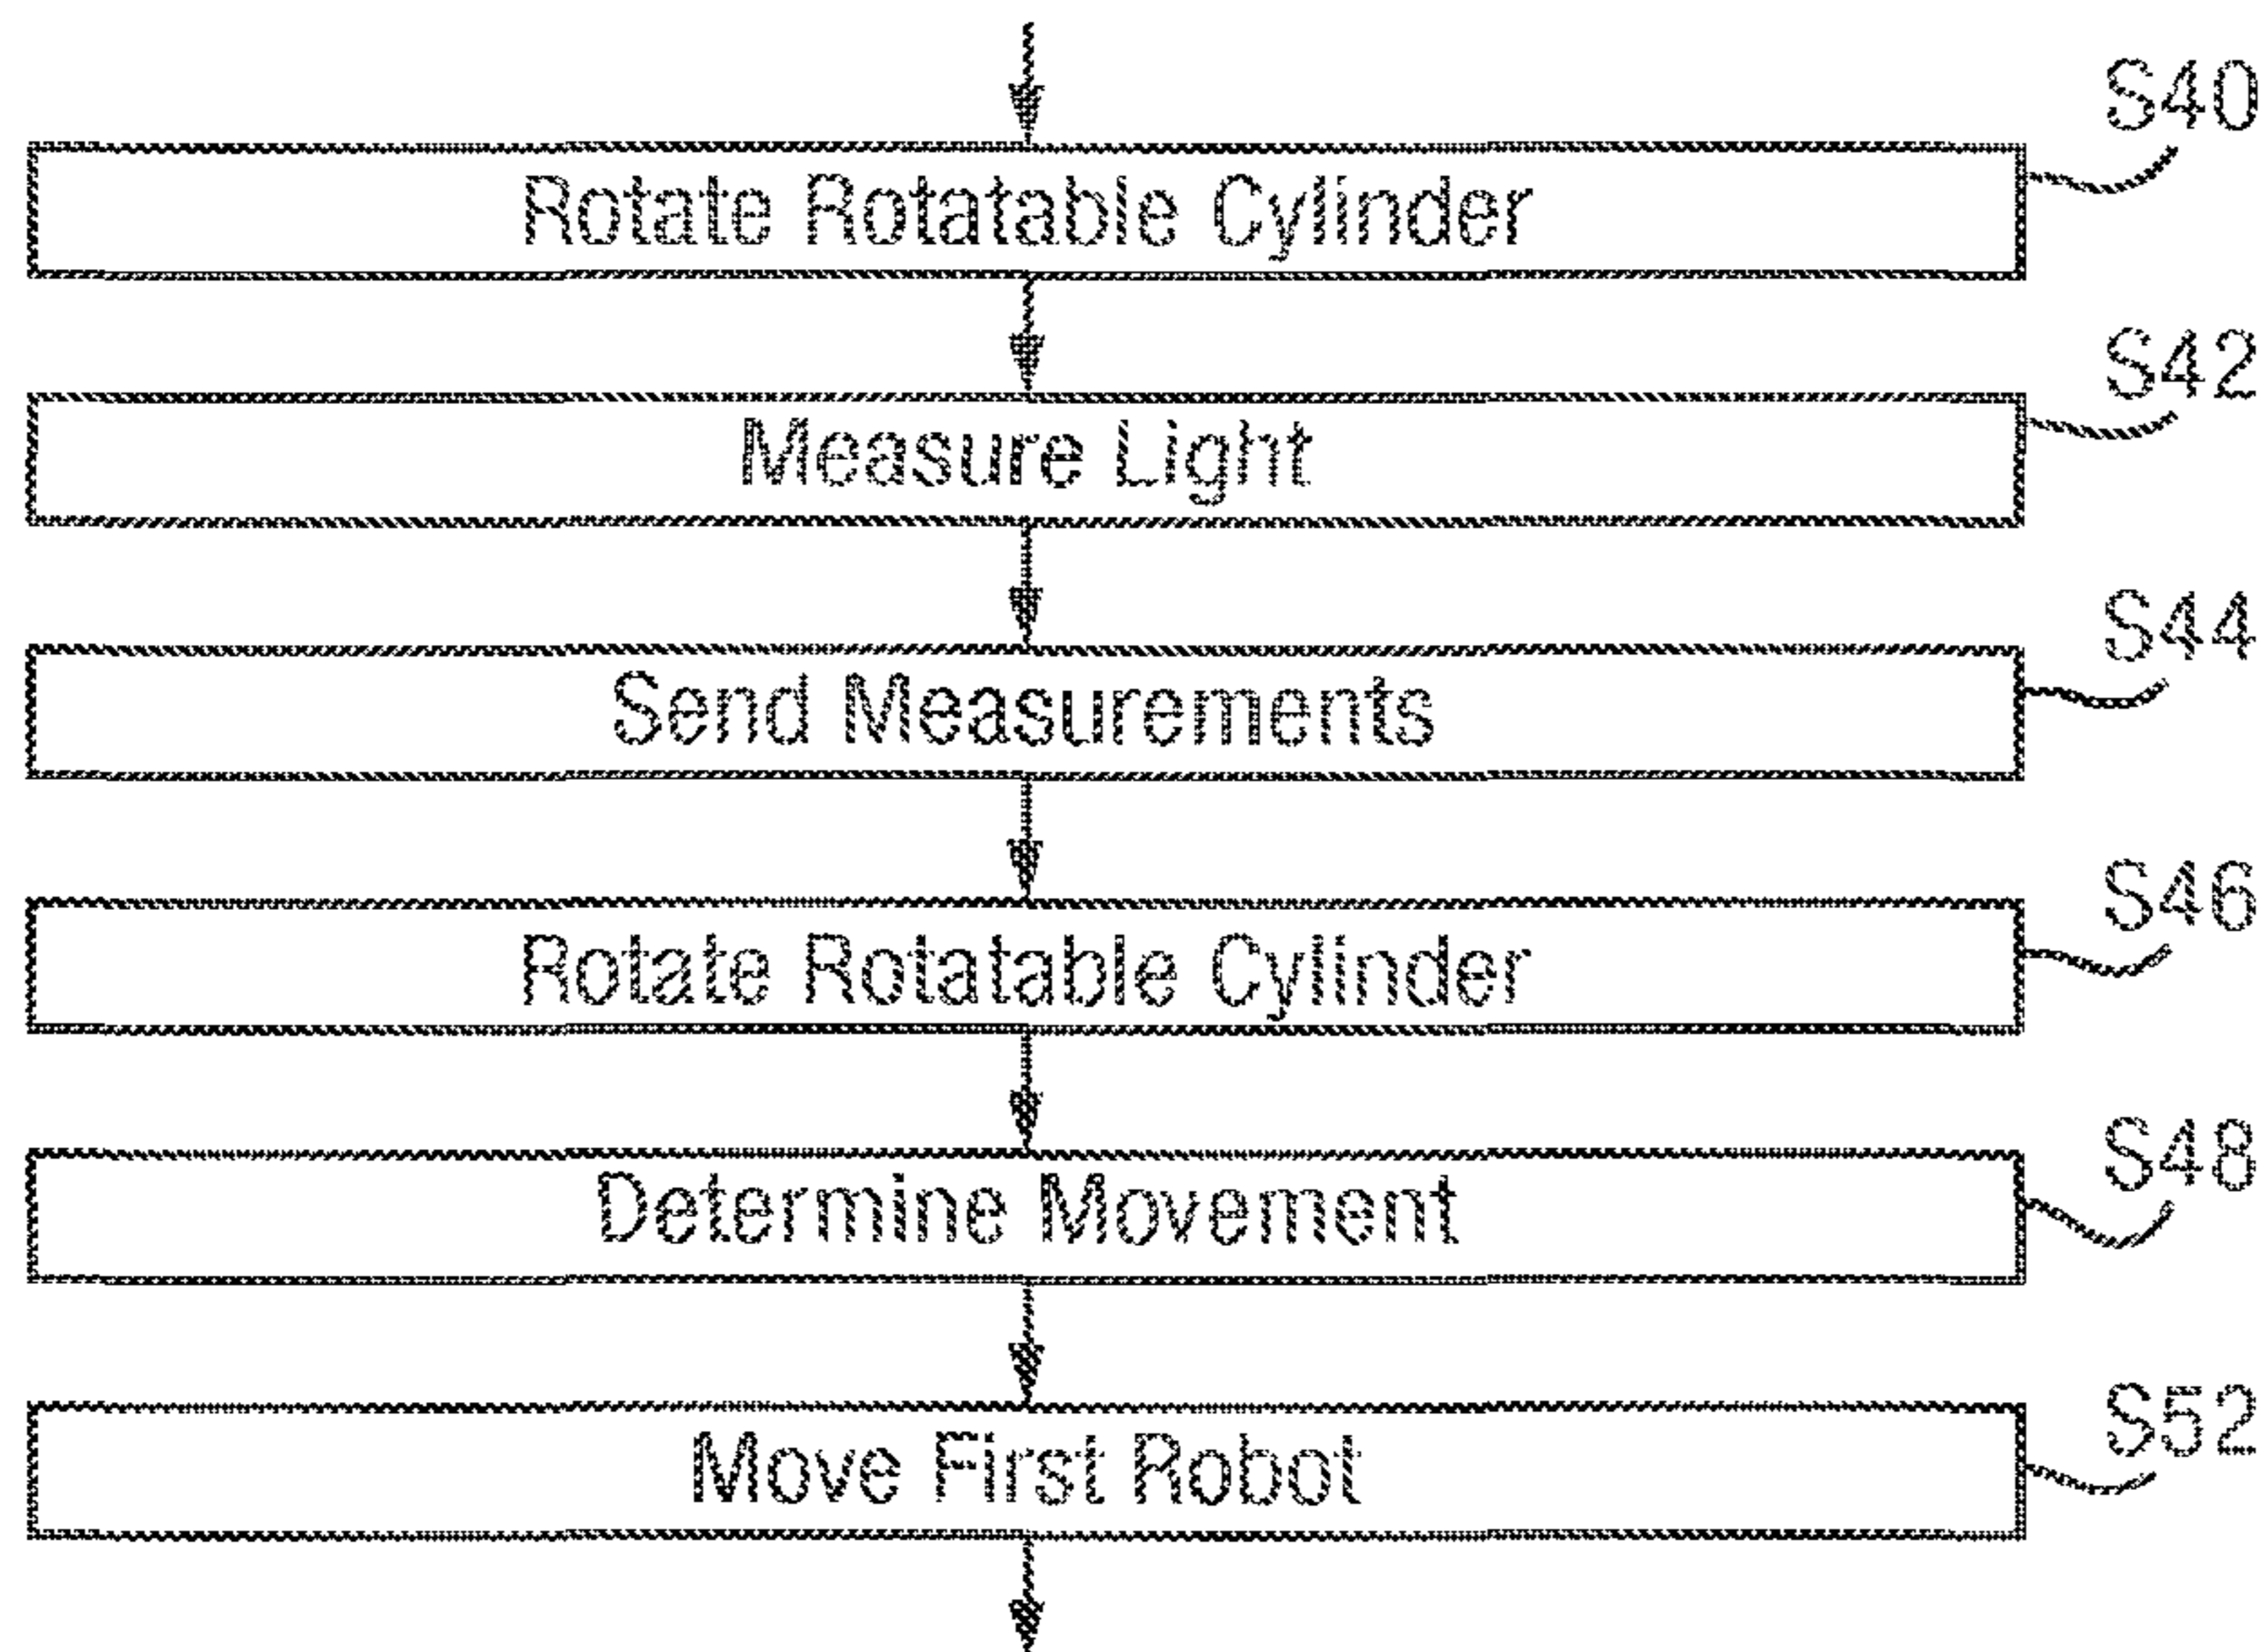 S40
Rotate Rotatable Cylinder
S42
Measure Light
S44
Send Measurements
S46
Rotate Rotatable Cylinder
S48
Determine Movement
S52
Move First Robot